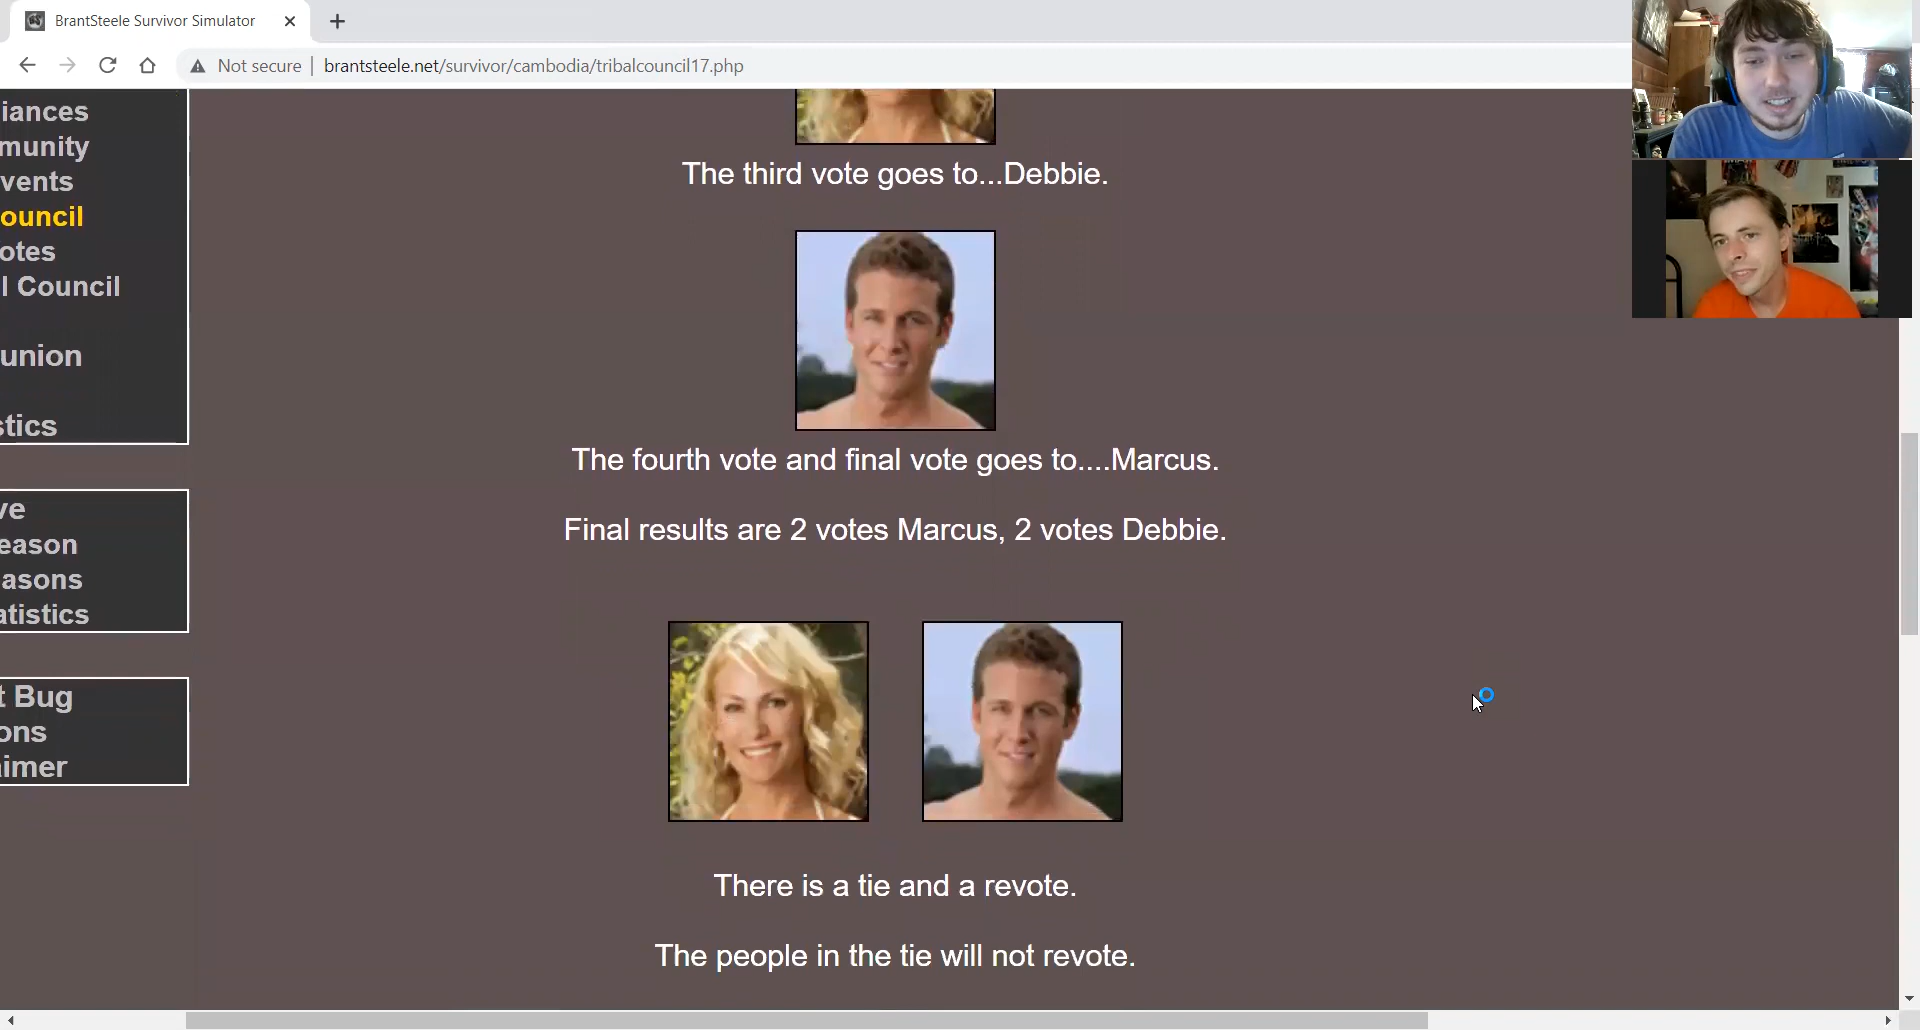 BrantSteele Survivor Simulator
Not secure
brantsteele.net/survivor/cambodia/tribalcouncil17.php
iances
munity
vents
ouncil
otes
l Council
union
stics
ve
eason
asons
atistics
t Bug
ons
aimer
The third vote goes to...Debbie.
The fourth vote and final vote goes to....Marcus.
Final results are 2 votes Marcus, 2 votes Debbie.
There is a tie and a revote.
The people in the tie will not revote.